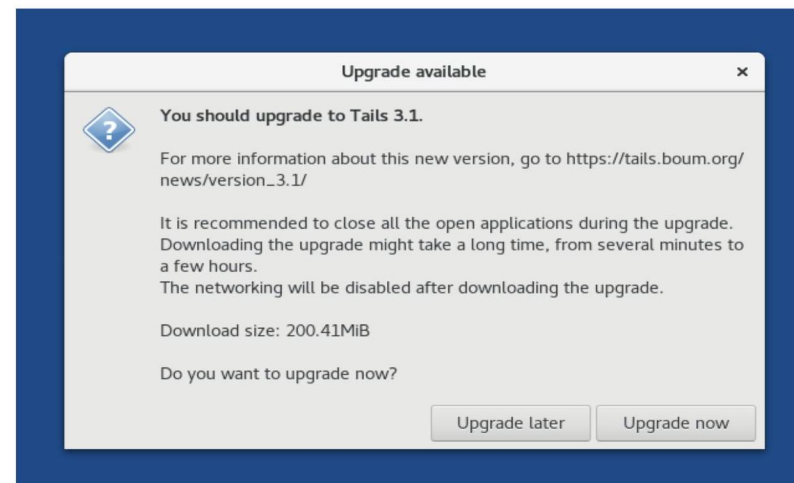 Upgrade available
You should upgrade to Tails 3.1.
For more information about this new version, go to https://tails.boum.org/
news/version_3.1/
It is recommended to close all the open applications during the upgrade.
Downloading the upgrade might take a long time, from several minutes to
a few hours.
The networking will be disabled after downloading the upgrade.
Download size: 200.41MiB
Do you want to upgrade now?
Upgrade later Upgrade now